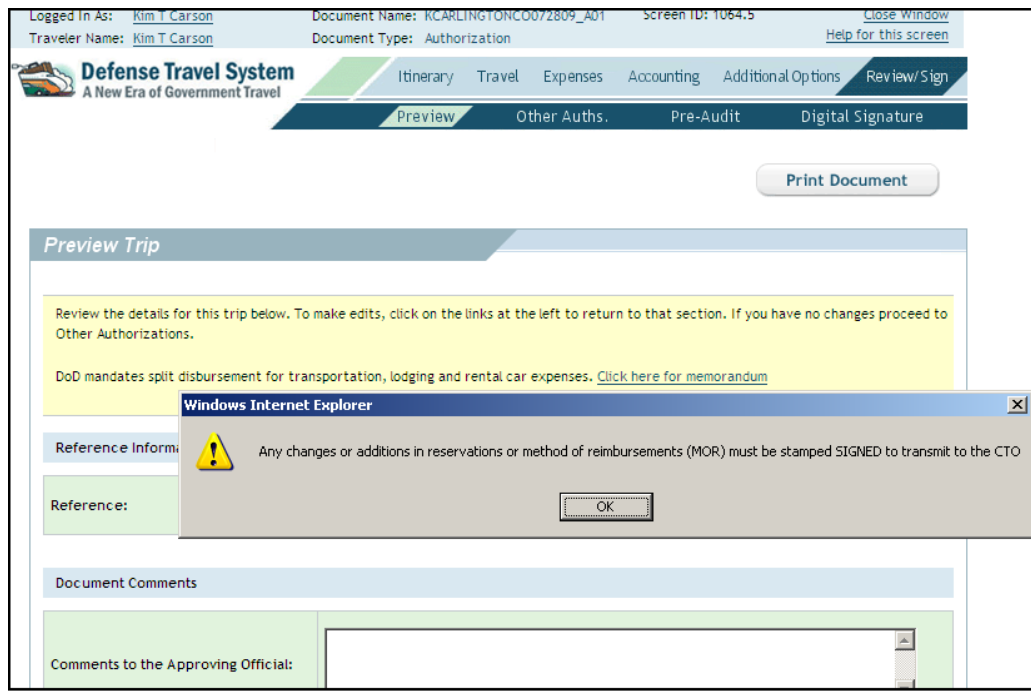 Logged In As: Kim T Carson Document Name: KCARLINGTONCO072809_A01 Screen ID: 1064.5 Close Window
Traveler Name: Kim T Carson Document Type: Authorization Help for this screen
Defense Travel System
A New Era of Government Travel
Itinerary Travel Expenses Accounting Additional Options Review/Sign
Preview Other Auths. Pre-Audit Digital Signature
Print Document
Preview Trip
Review the details for this trip below. To make edits, click on the links at the left to return to that section. If you have no changes proceed to
Other Authorizations.
DoD mandates split disbursement for transportation, lodging and rental car expenses. Click here for memorandum
Windows Internet Explorer
Reference Informa
Any changes or additions in reservations or method of reimbursements (MOR) must be stamped SIGNED to transmit to the CTO
OK
Reference:
Document Comments
Comments to the Approving Official: